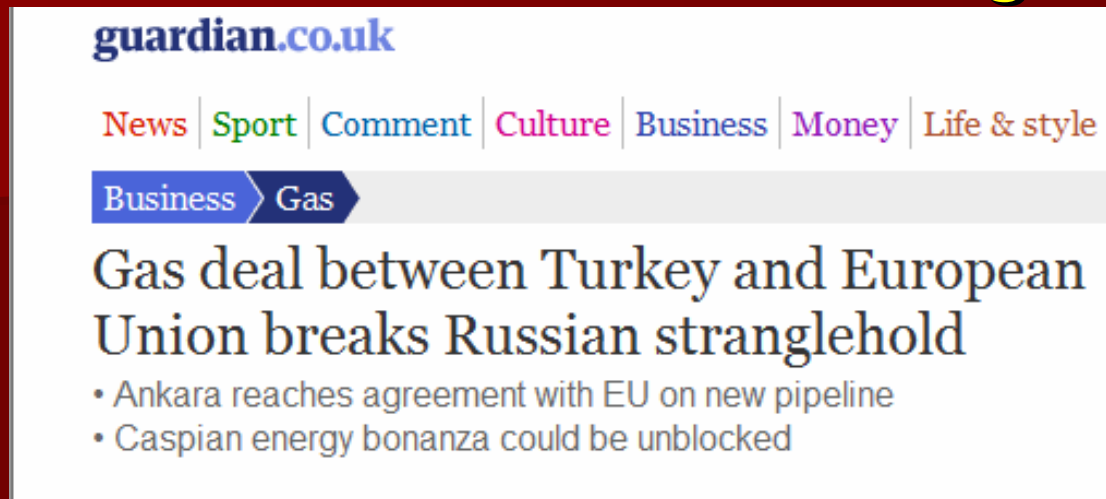 guardian.co.uk
News Sport Comment Culture Business Money Life & style
Business Gas
Gas deal between Turkey and European
Union breaks Russian stranglehold
• Ankara reaches agreement with EU on new pipeline
• Caspian energy bonanza could be unblocked